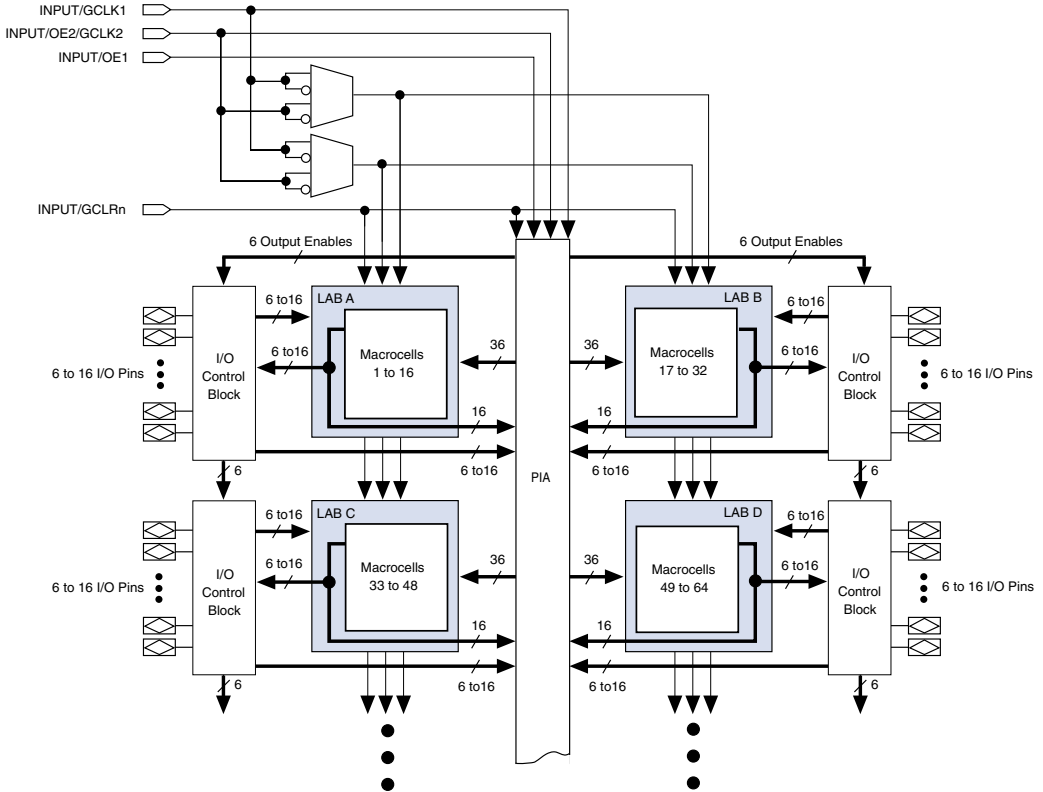 INPUT/GCLK1
INPUT/OE2/GCLK2
INPUT/OE1
INPUT/GCLRn
6 Output Enables
6 Output Enables
6 to16
LAB A
LAB B
6 to16
6 to 16 I/O Pins
I/O
Control
Block
6 to16
Macrocells
1 to 16
36
36
Macrocells
17 to 32
6 to16
I/O
Control
Block
6 to 16 I/O Pins
16
16
6
6 to16
PIA
6 to16
6
6 to16
LAB C
LAB D
6 to16
6 to 16 I/O Pins
I/O
Control
Block
6 to16
Macrocells
33 to 48
36
36
Macrocells
49 to 64
6 to16
I/O
Control
Block
6 to 16 I/O Pins
16
16
6
6 to16
6 to16
6